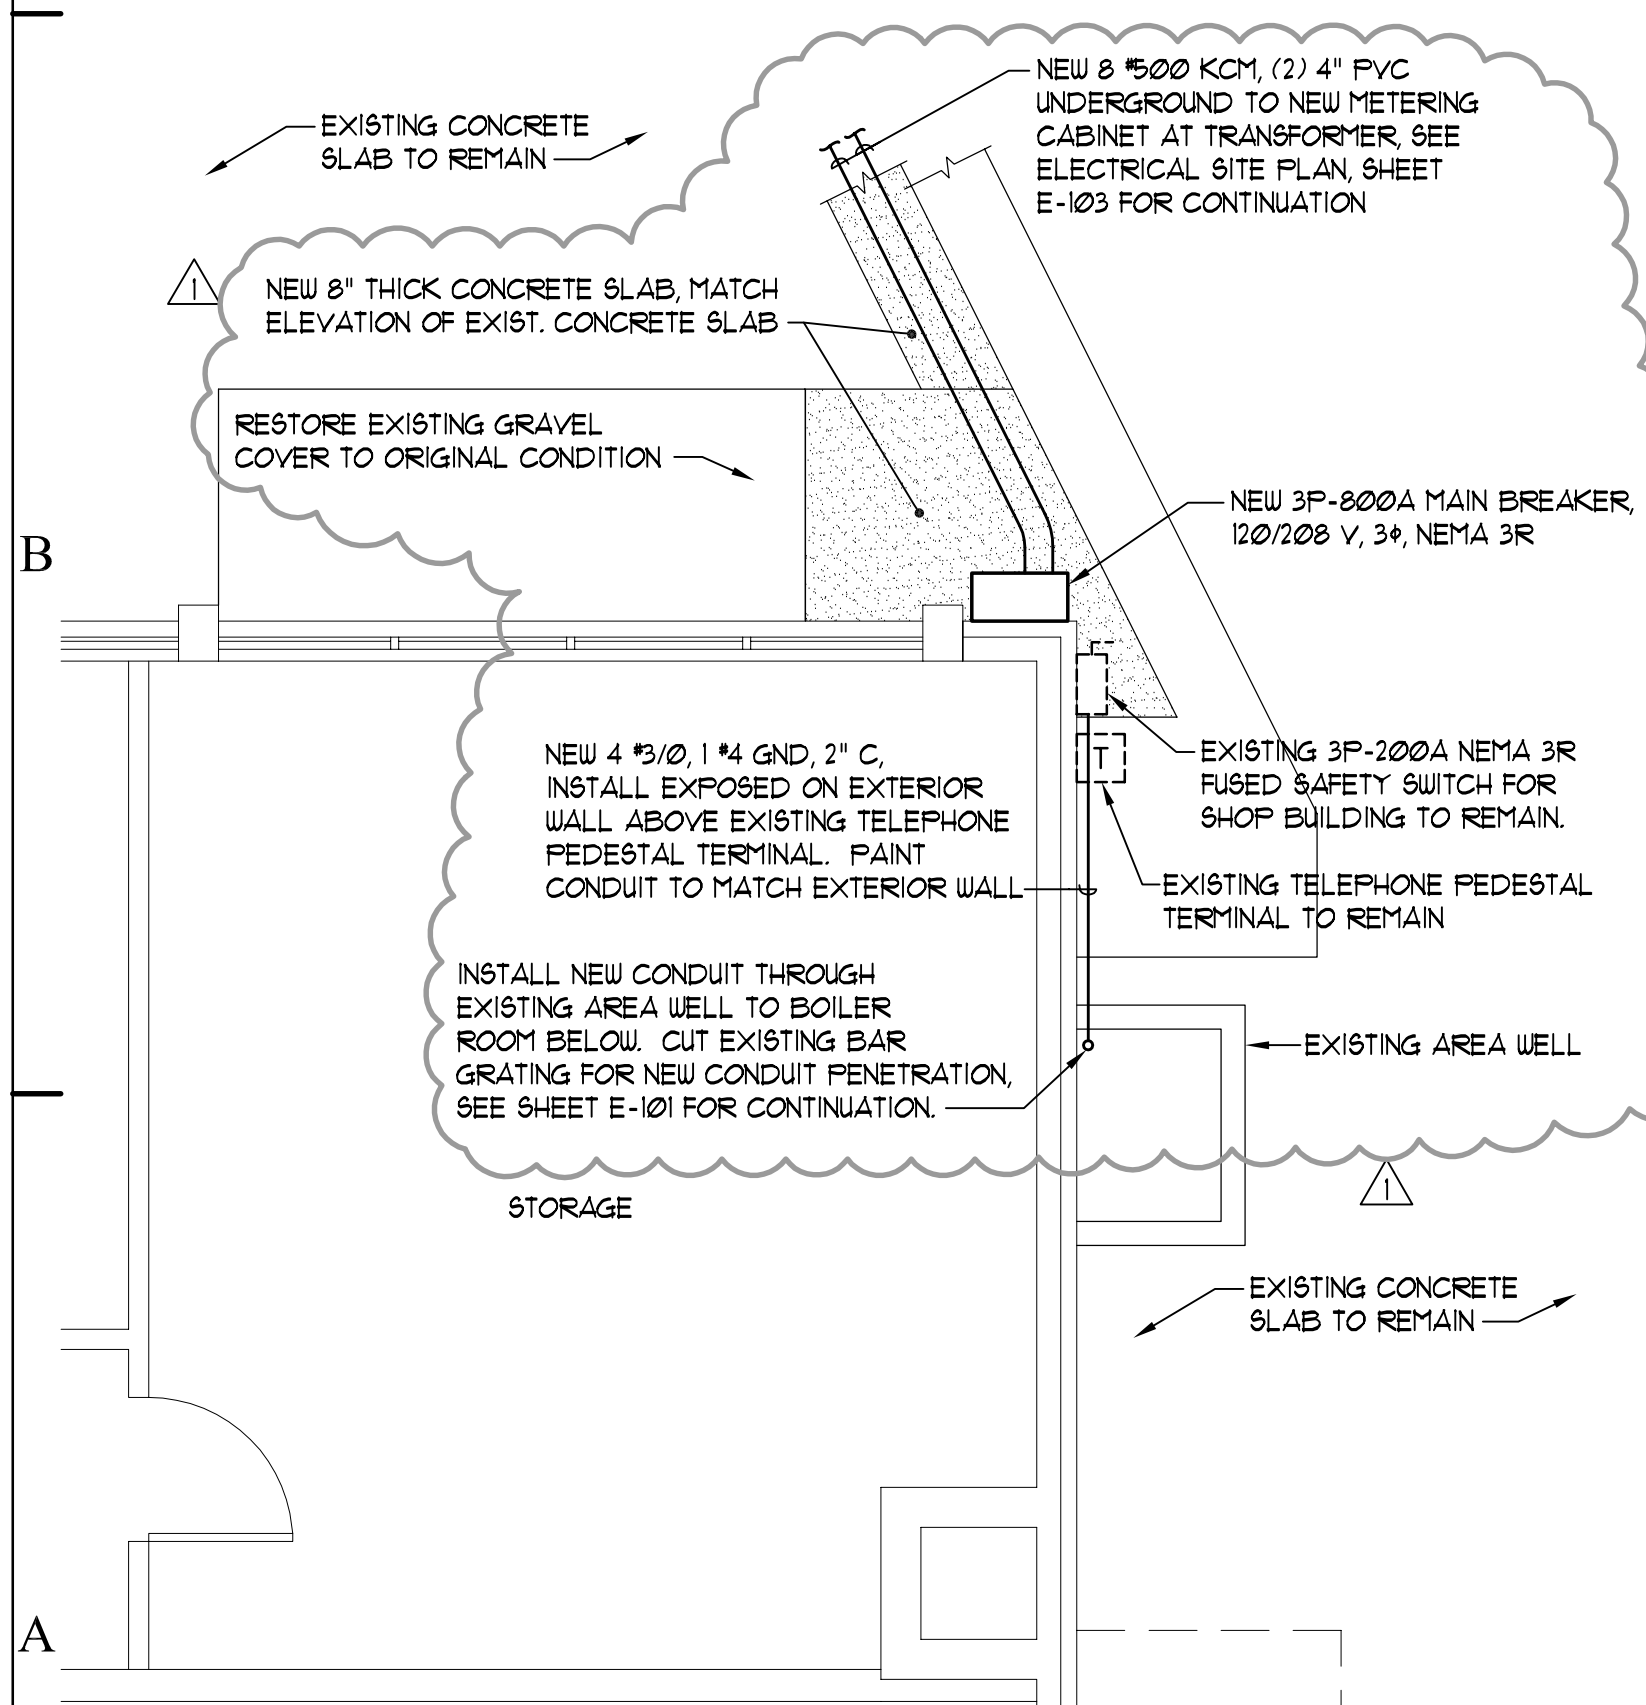 NEW 8 #500 KCM, (2) 4" PVC
UNDERGROUND TO NEW METERING
CABINET AT TRANSFORMER, SEE
ELECTRICAL SITE PLAN, SHEET
E-103 FOR CONTINUATION
EXISTING CONCRETE
SLAB TO REMAIN
1
NEW 8" THICK CONCRETE SLAB, MATCH
ELEVATION OF EXIST. CONCRETE SLAB
RESTORE EXISTING GRAVEL
COVER TO ORIGINAL CONDITION
NEW 3P-800A MAIN BREAKER,
120/208 V, 3ϕ, NEMA 3R
B
NEW 4 #3/0, 1 #4 GND, 2" C,
INSTALL EXPOSED ON EXTERIOR
WALL ABOVE EXISTING TELEPHONE
PEDESTAL TERMINAL. PAINT
CONDUIT TO MATCH EXTERIOR WALL
T
EXISTING 3P-200A NEMA 3R
FUSED SAFETY SWITCH FOR
SHOP BUILDING TO REMAIN.
EXISTING TELEPHONE PEDESTAL
TERMINAL TO REMAIN
INSTALL NEW CONDUIT THROUGH
EXISTING AREA WELL TO BOILER
ROOM BELOW. CUT EXISTING BAR
GRATING FOR NEW CONDUIT PENETRATION,
SEE SHEET E-101 FOR CONTINUATION.
EXISTING AREA WELL
1
STORAGE
EXISTING CONCRETE
SLAB TO REMAIN
A